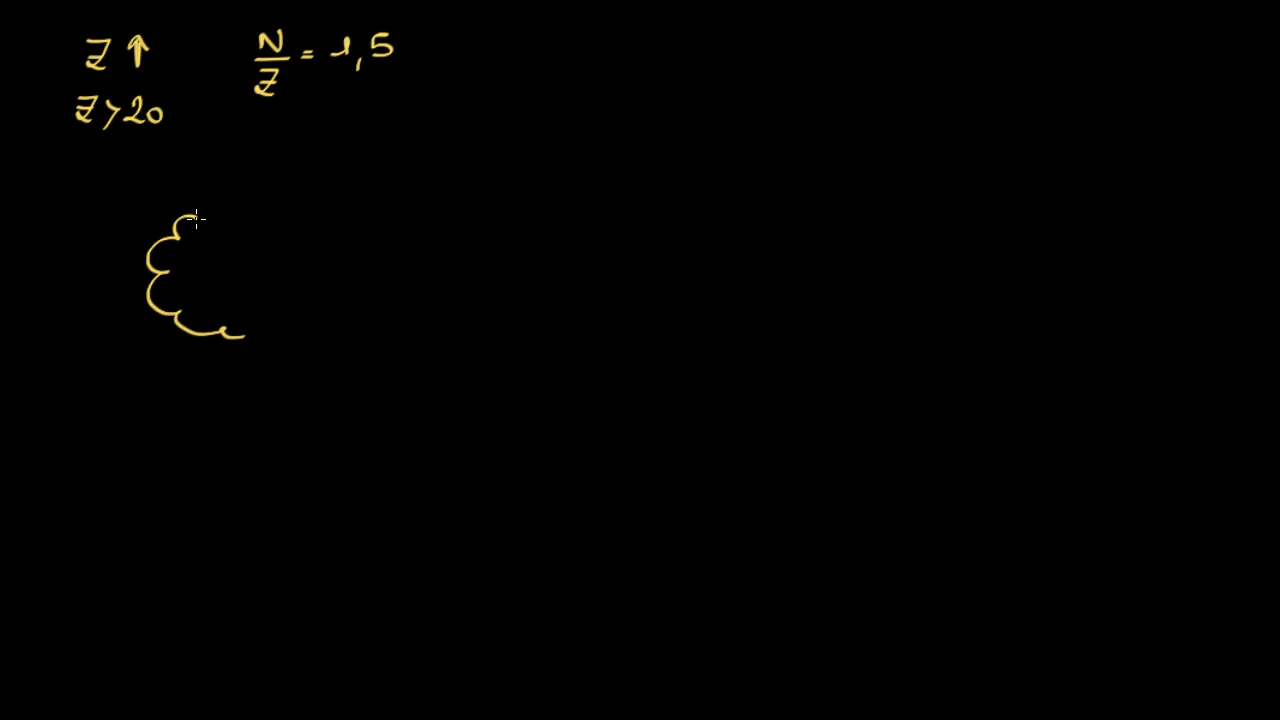 Z ↑
N/Z = 1,5
Z > 20